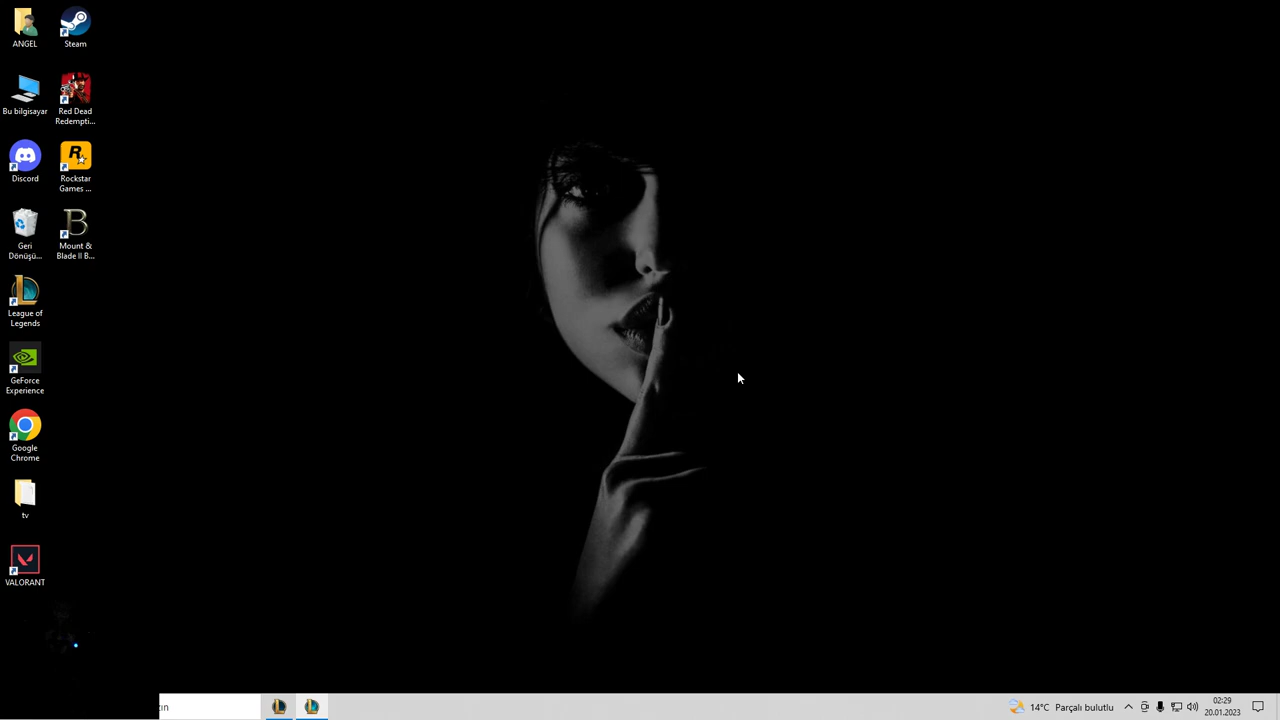 ANGEL
Steam
Bu bilgisayar
Red Dead
Redempti...
Discord
Rockstar
Games ...
Geri
Dönüşü...
Mount &
Blade II B...
League of
Legends
GeForce
Experience
Google
Chrome
tv
VALORANT
zın
14°C Parçalı bulutlu
02:29
20.01.2023